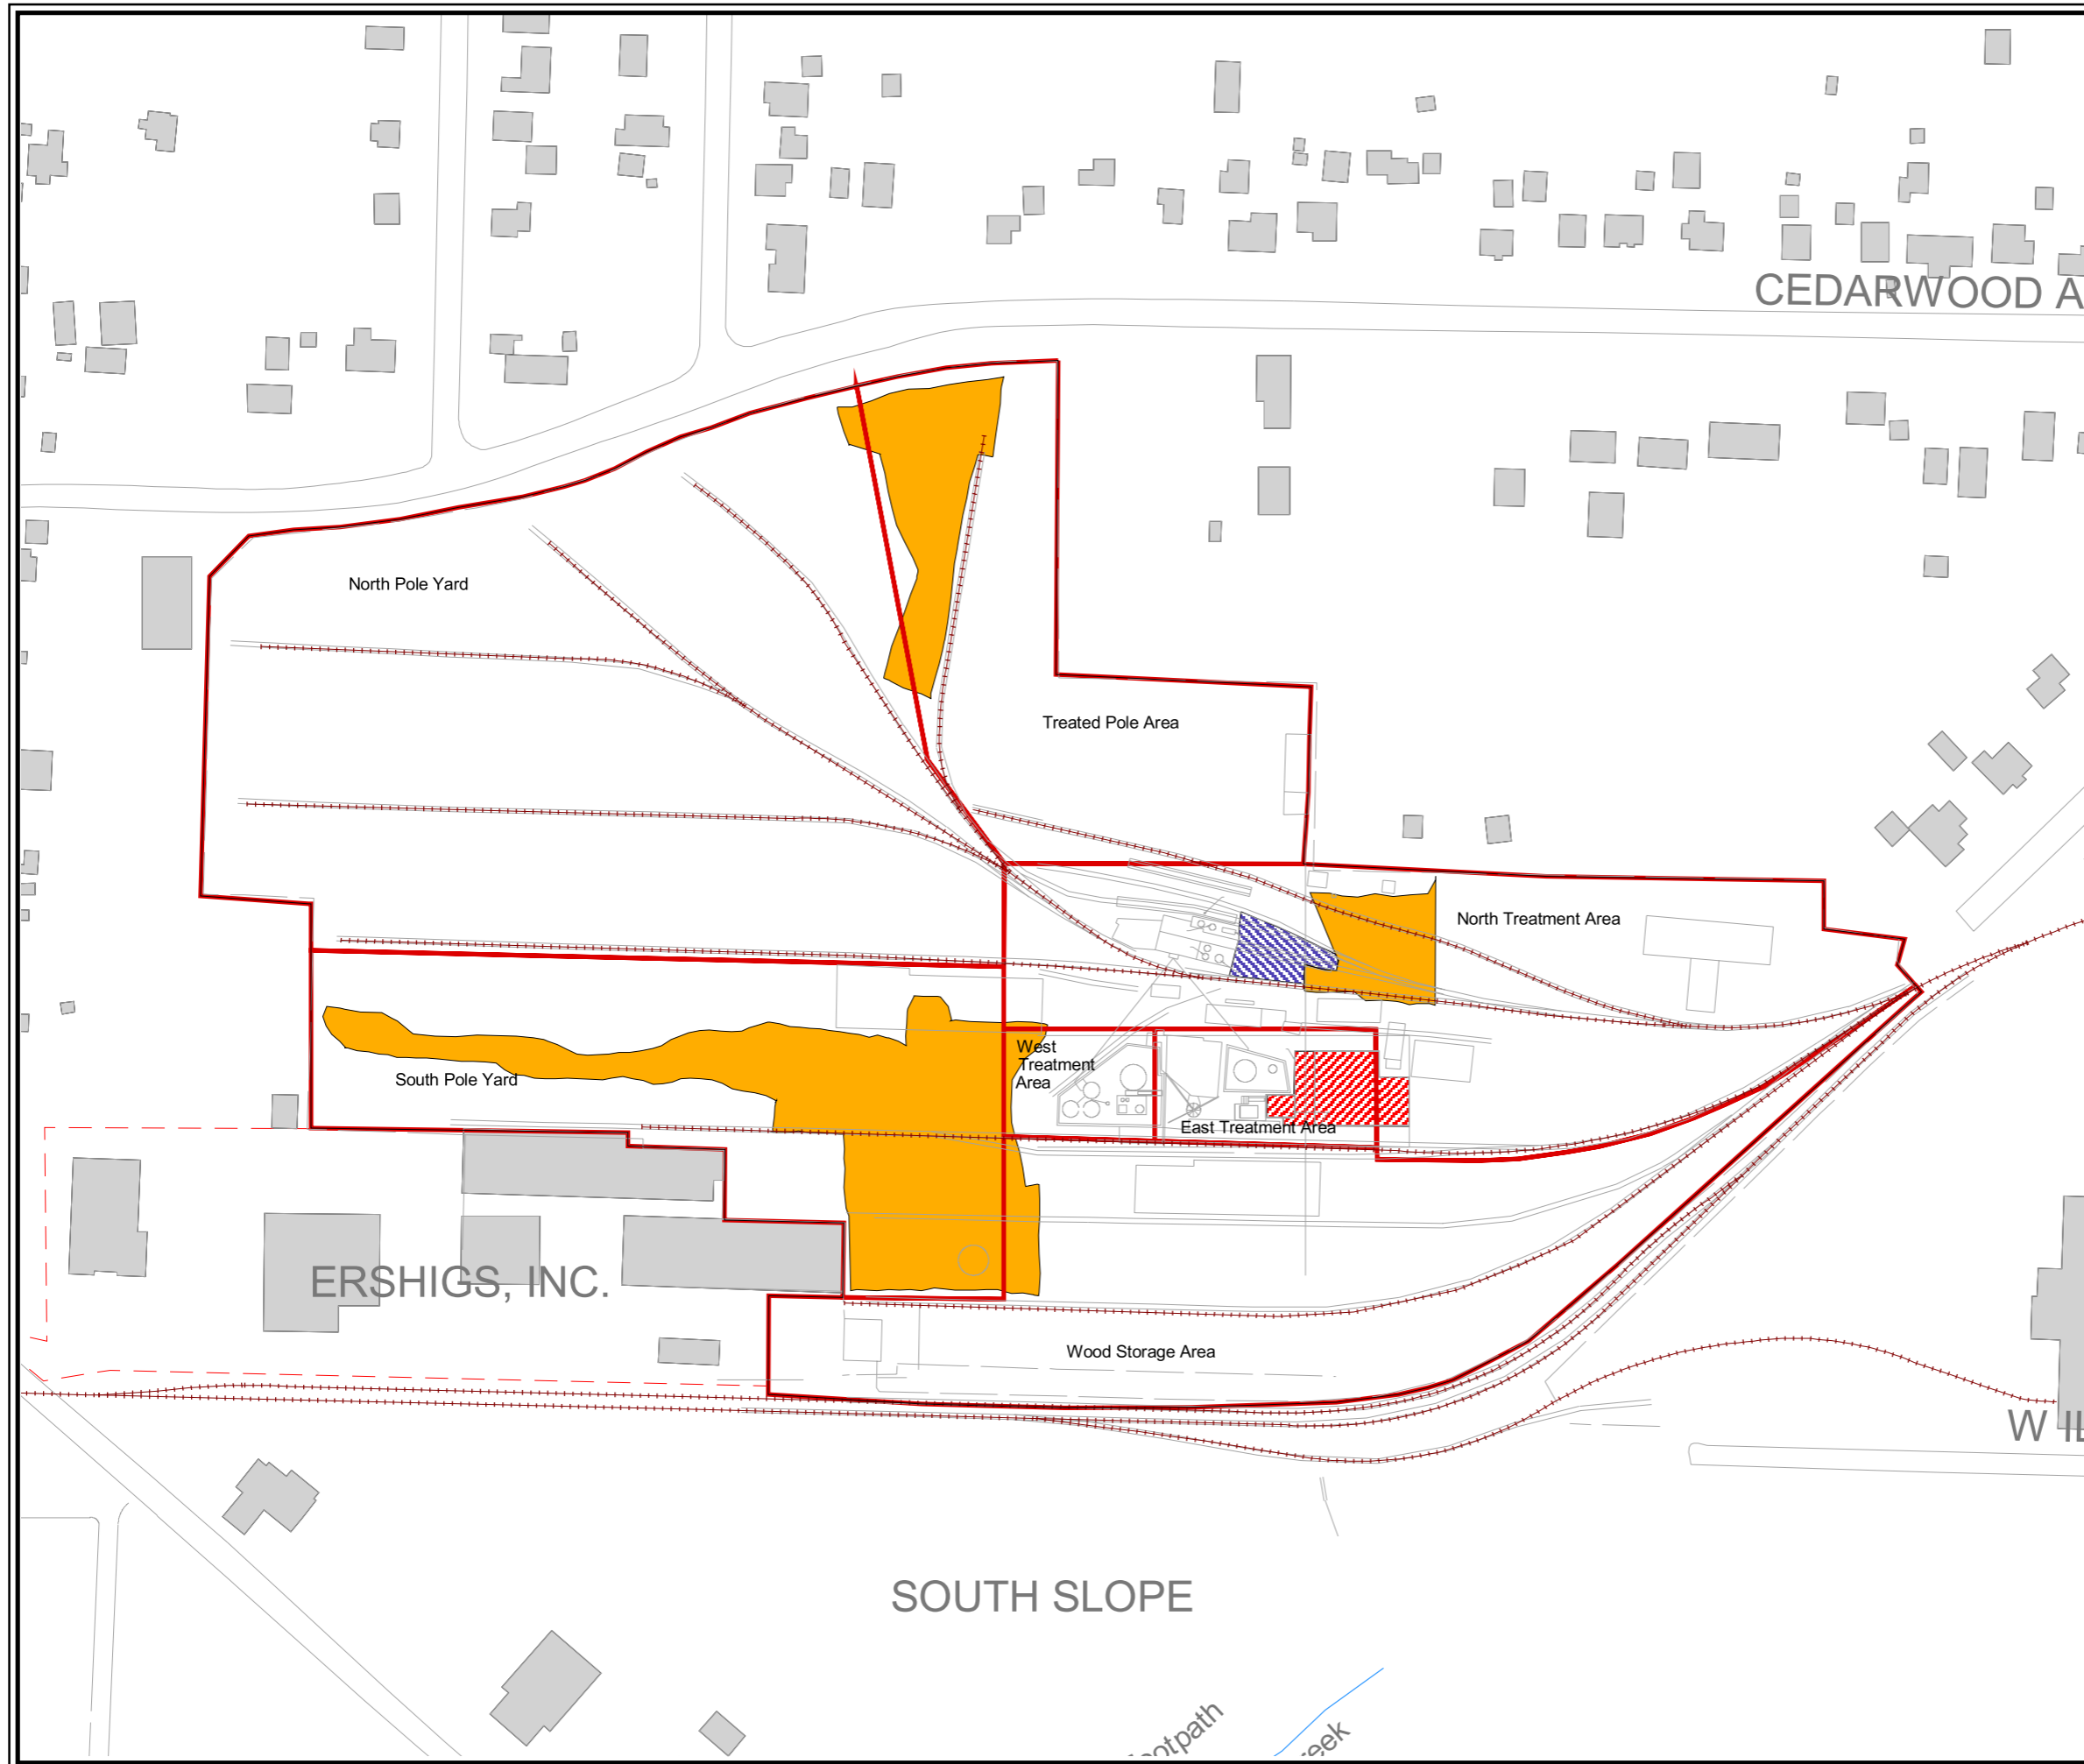 CEDARWOOD A
North Pole Yard
Treated Pole Area
North Treatment Area
West
Treatment
Area
South Pole Yard
East Treatment Area
ERSHIGS, INC.
Wood Storage Area
SOUTH SLOPE